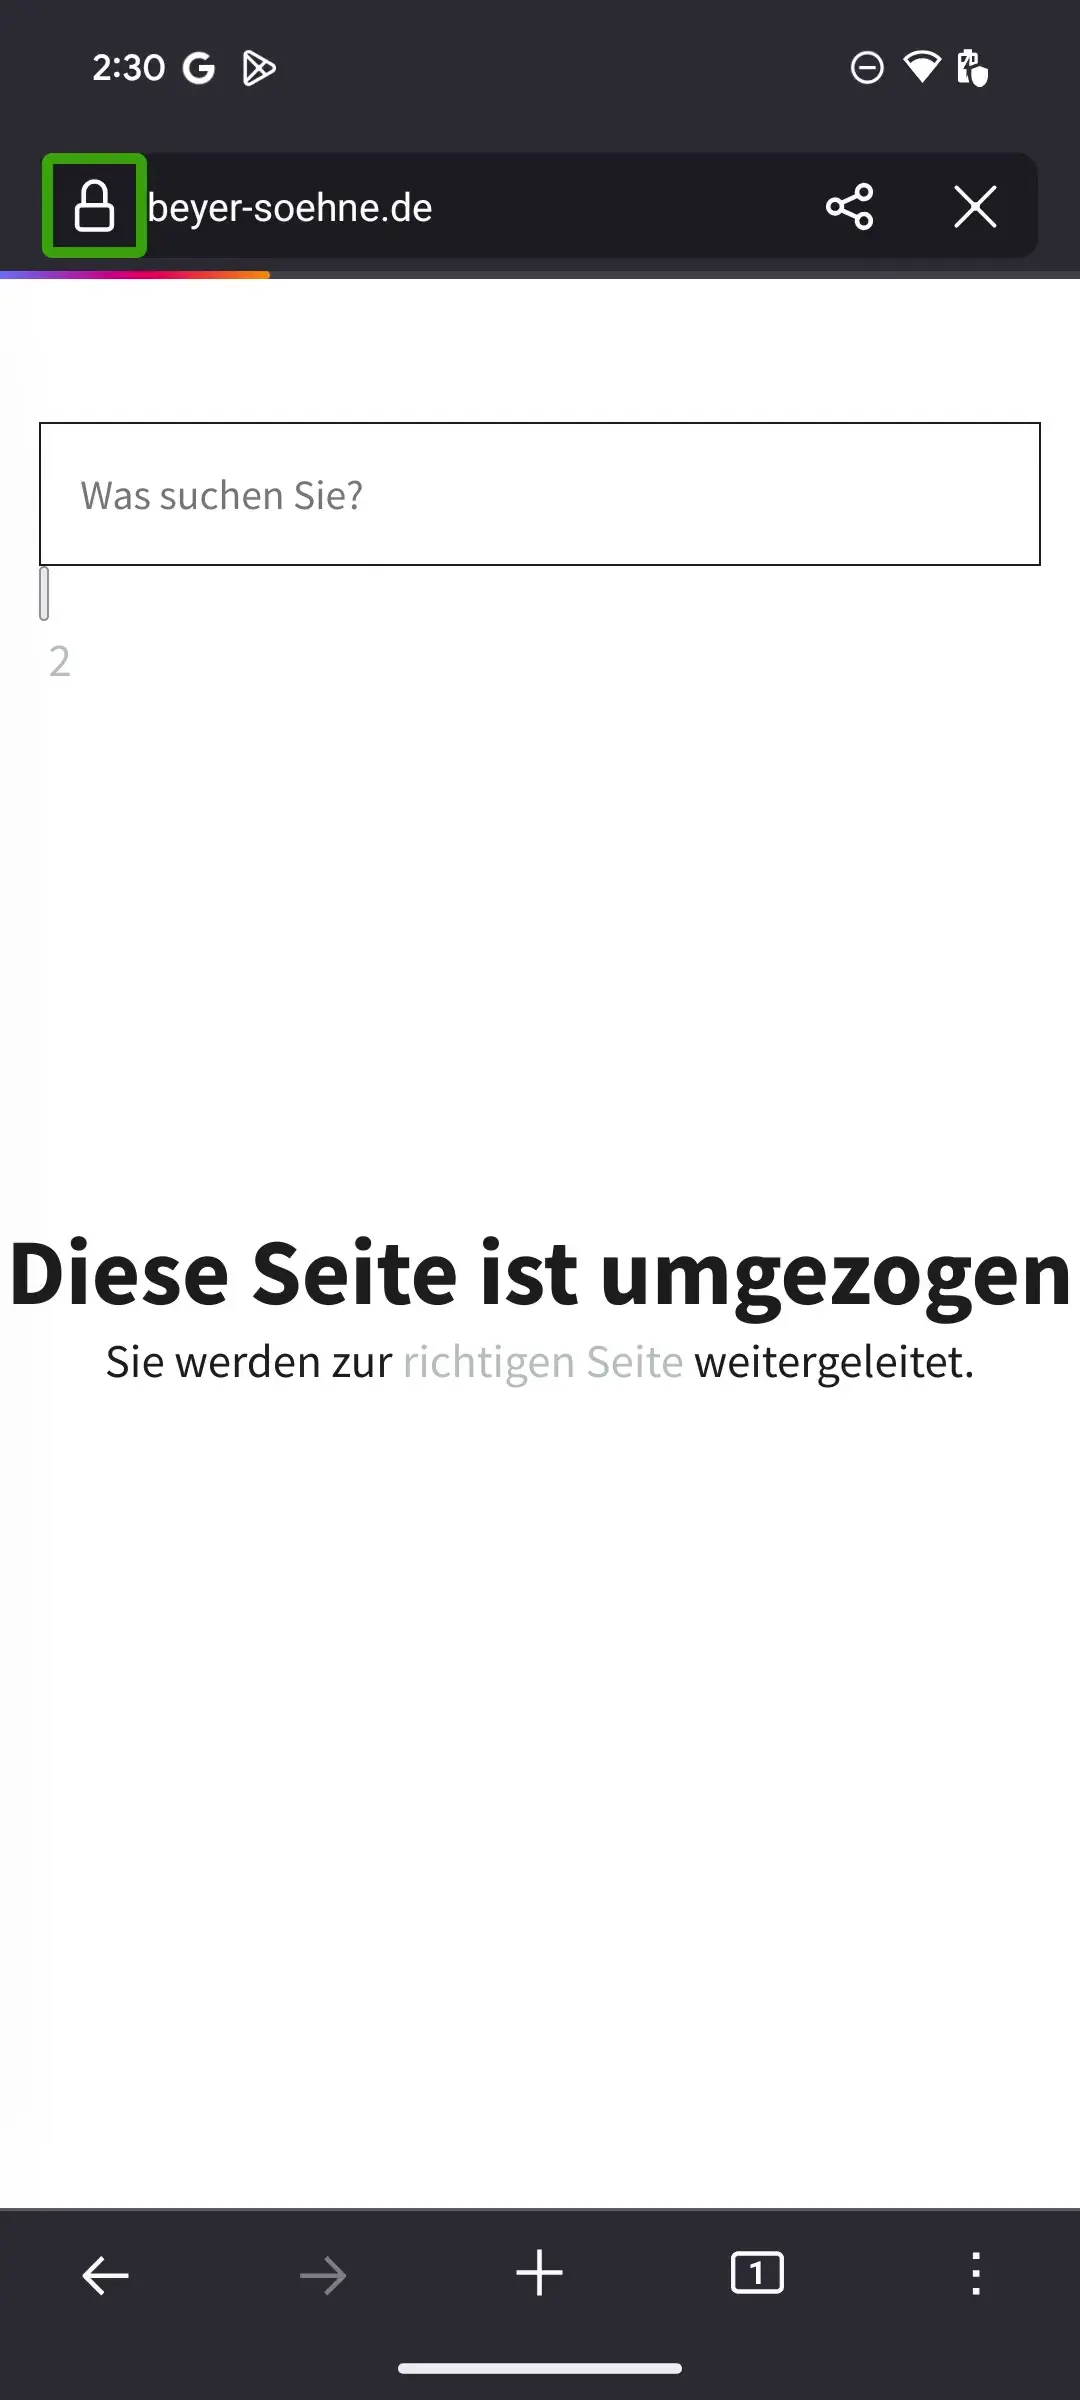 2:30
beyer-soehne.de
Was suchen Sie?
2
Diese Seite ist umgezogen
Sie werden zur richtigen Seite weitergeleitet.
1